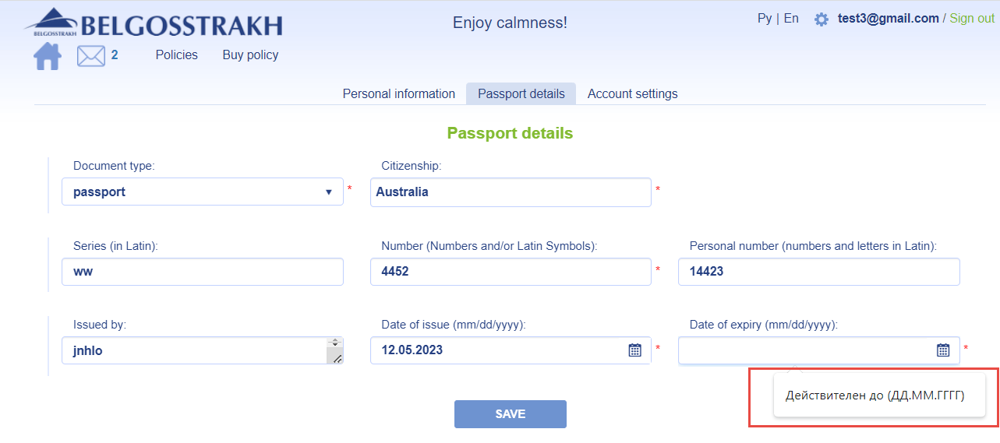 BELGOSSTRAKH
BELGOSSTRAKH
Enjoy calmness!
Ру | En
test3@gmail.com / Sign out
2
Policies
Buy policy
Personal information
Passport details
Account settings
Passport details
Document type:
Citizenship:
passport
*
Australia
*
Series (in Latin):
Number (Numbers and/or Latin Symbols):
Personal number (numbers and letters in Latin):
ww
4452
*
14423
Issued by:
Date of issue (mm/dd/yyyy):
Date of expiry (mm/dd/yyyy):
jnhlo
12.05.2023
*
*
Действителен до (ДД.ММ.ГГГГ)
SAVE